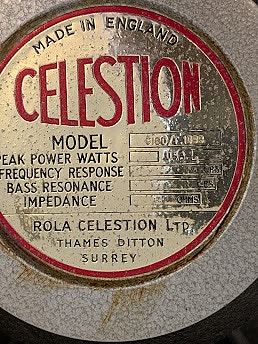 MADE IN ENGLAND
CELESTION
MODEL
PEAK POWER WATTS
FREQUENCY RESPONSE
BASS RESONANCE
IMPEDANCE OHMS
ROLA CELESTION LTD.
THAMES DITTON
SURREY